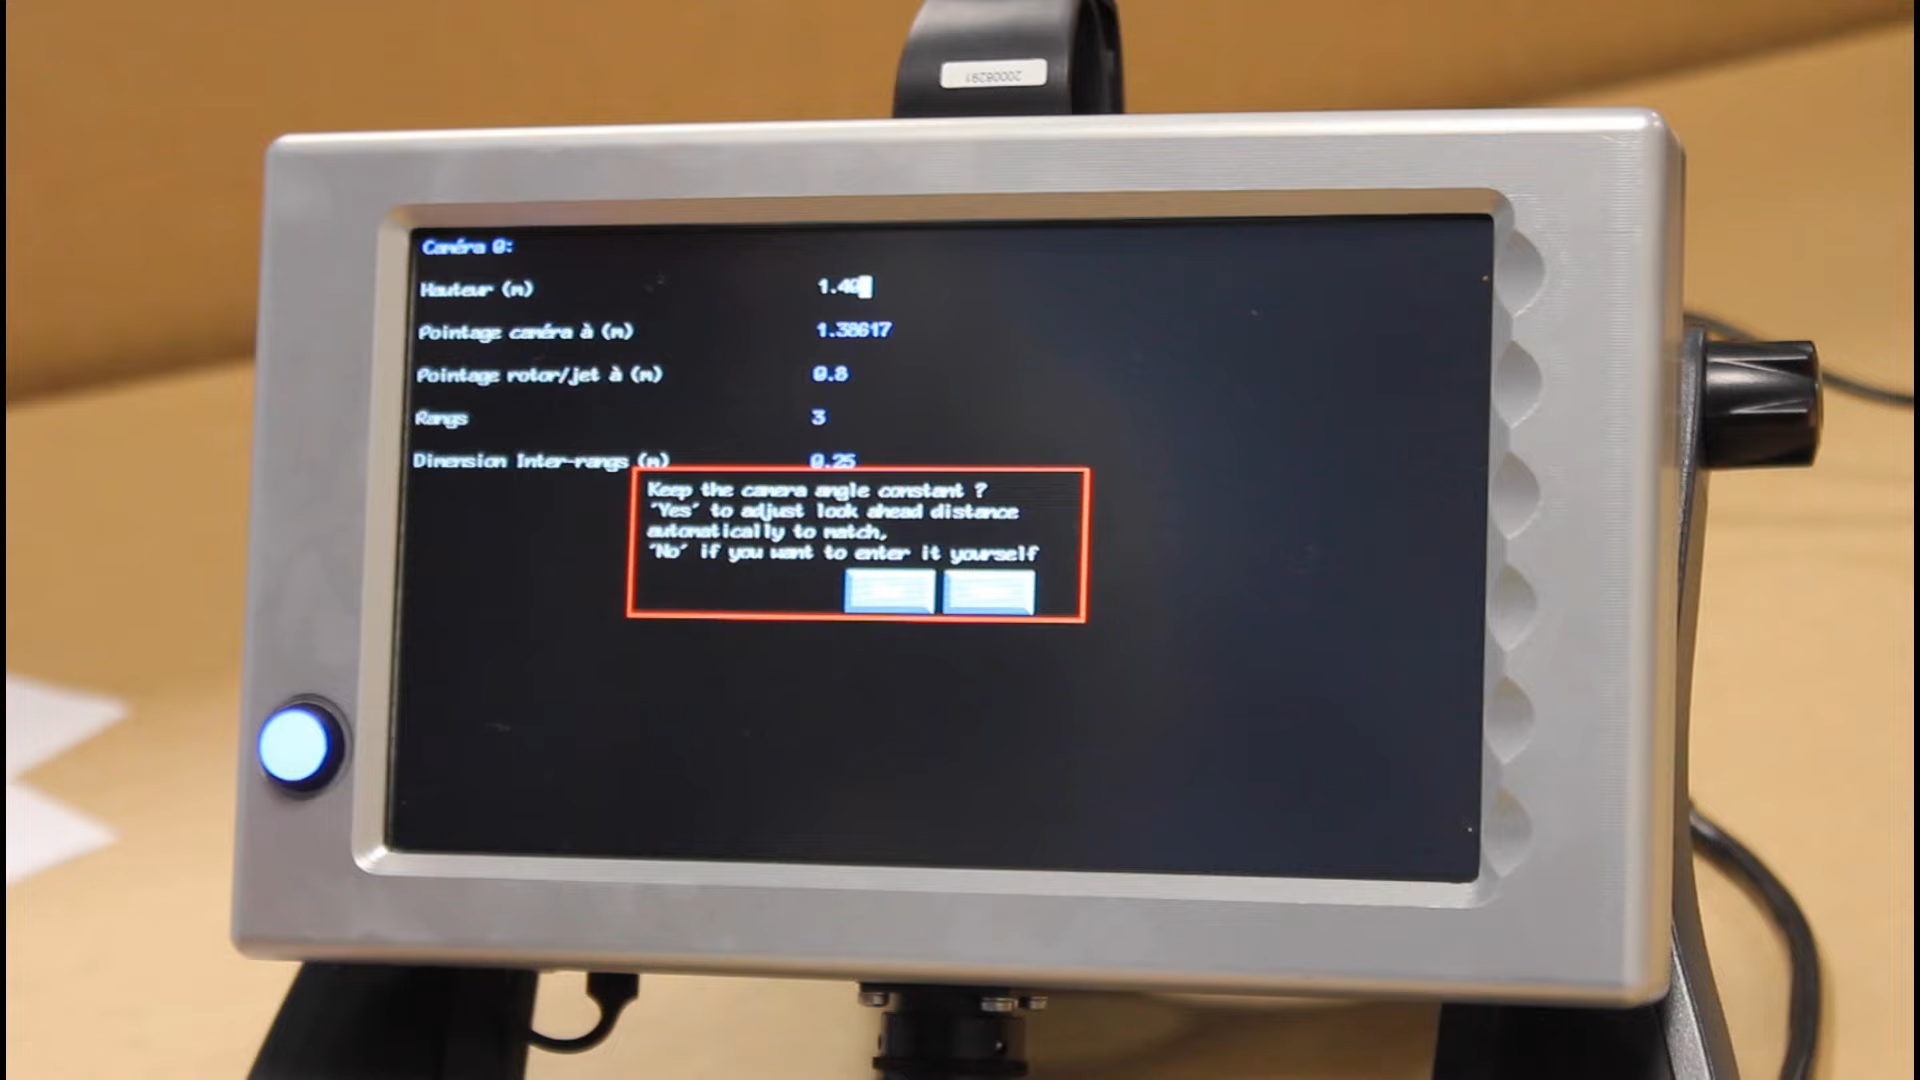 20006291
Caméra 0:
Hauteur (m) 1.40
Pointage caméra à (m) 1.38617
Pointage rotor/jet à (m) 0.8
Rangs 3
Dimension Inter-rangs (m) 0.25
Keep the camera angle constant ?
'Yes' to adjust look ahead distance
automatically to match,
'No' if you want to enter it yourself